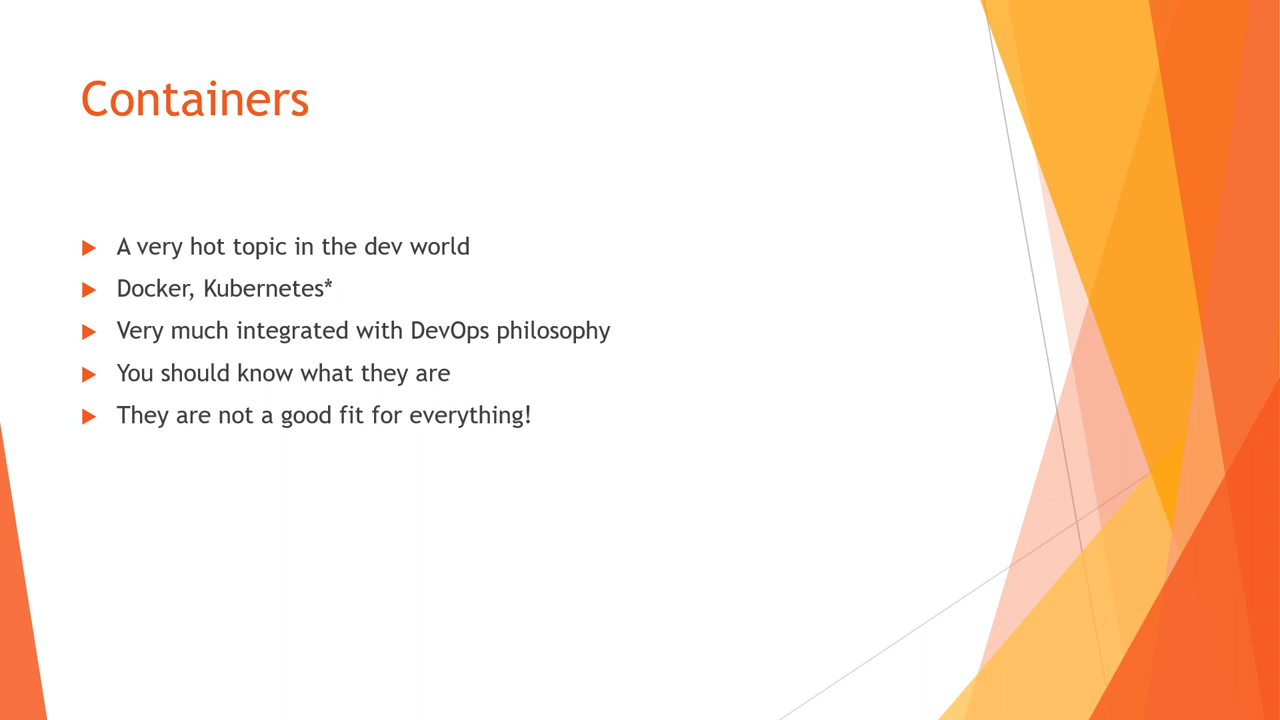 Containers
A very hot topic in the dev world
Docker, Kubernetes*
Very much integrated with DevOps philosophy
You should know what they are
They are not a good fit for everything!